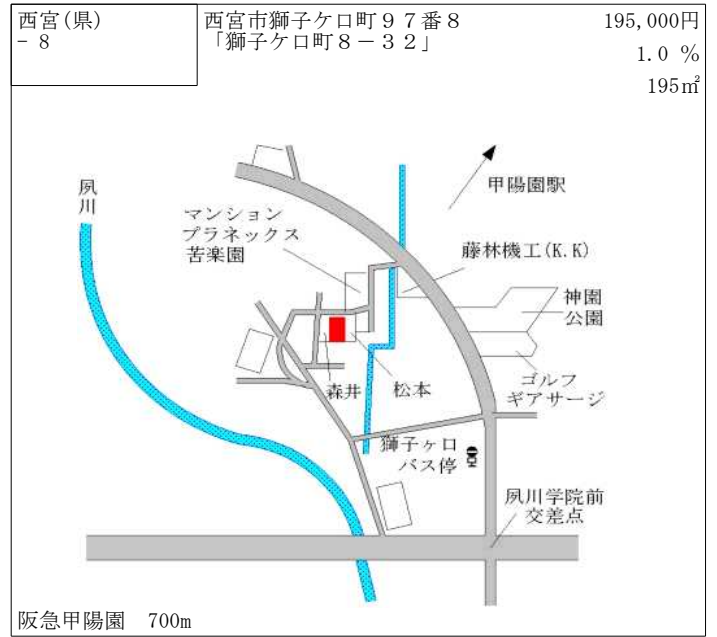 西宮(県)
- 8
西宮市獅子ケ口町９７番８
「獅子ケ口町８－３２」
195,000円
1.0 %
195㎡
甲陽園駅
夙川
マンション
プラネックス
苦楽園
藤林機工(K.K)
神園
公園
ゴルフ
ギアサージ
森井
松本
獅子ヶ口
バス停
夙川学院前
交差点
阪急甲陽園　700m